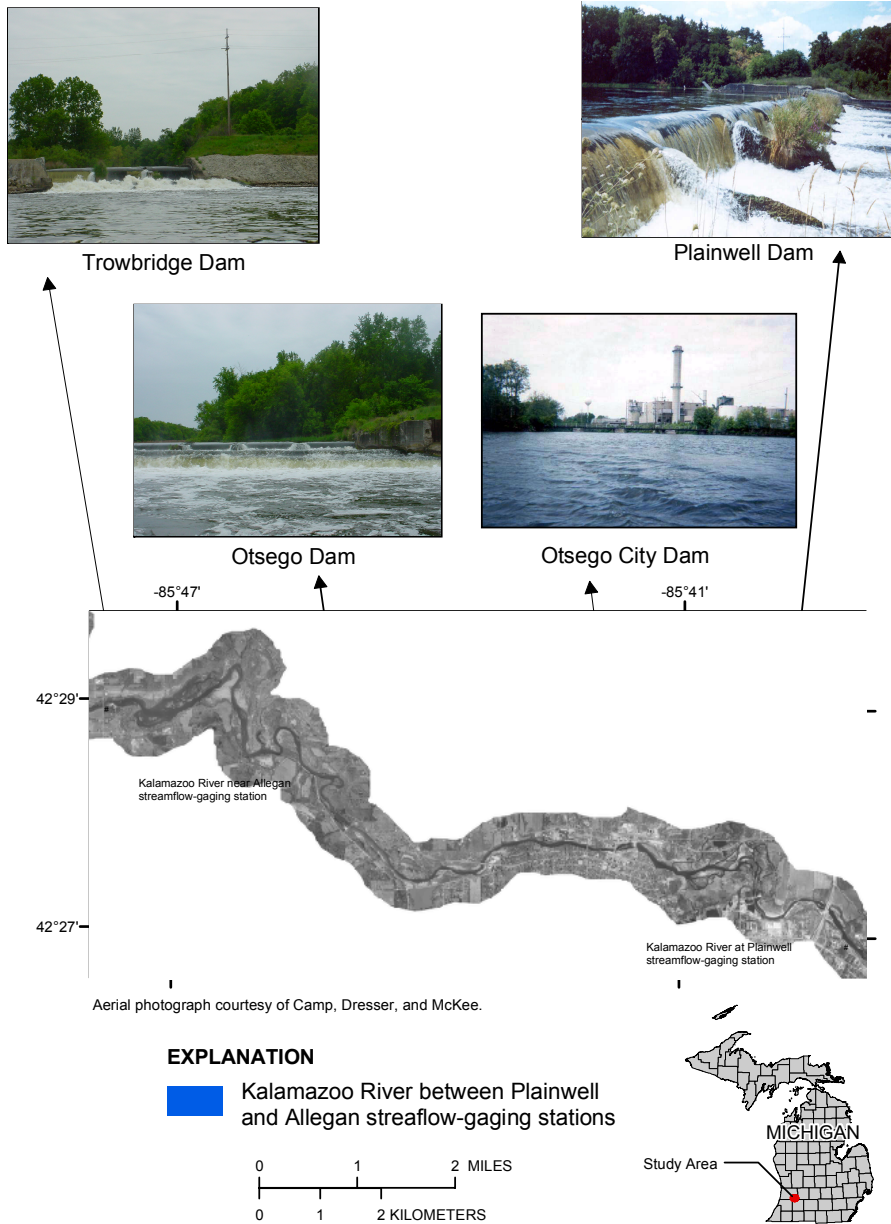 Trowbridge Dam
Plainwell Dam
Otsego Dam
Otsego City Dam
-85°47'
-85°41'
42°29'
#
Kalamazoo River near Allegan
streamflow-gaging station
42°27'
Kalamazoo River at Plainwell
streamflow-gaging station
#
Aerial photograph courtesy of Camp, Dresser, and McKee.
EXPLANATION
Kalamazoo River between Plainwell
and Allegan streaflow-gaging stations
0 1 2 MILES
0 1 2 KILOMETERS
MICHIGAN
Study Area